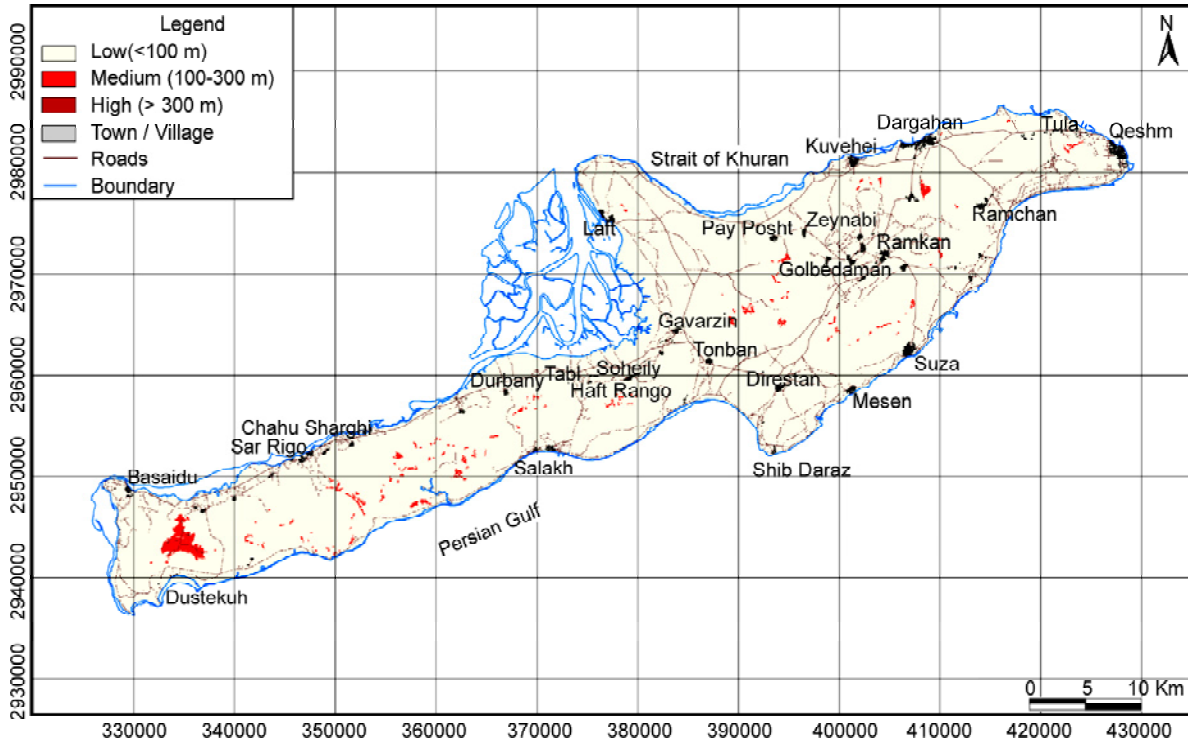 Legend
Low(<100 m)
Medium (100-300 m)
High (> 300 m)
Town / Village
Roads
Boundary
N
2990000
2980000
2970000
2960000
2950000
2940000
2930000
Strait of Khuran
Kuvehei
Dargahan
Tula
Qeshm
Laft
Pay Posht
Zeynabi
Ramchan
Ramkan
Golbedaman
Gavarzin
Tonban
Suza
Durbany
Tabl
Soheily
Haft Rango
Direstan
Mesen
Chahu Sharghi
Sar Rigo
Basaidu
Salakh
Shib Daraz
Persian Gulf
Dustekuh
0 5 10 Km
330000 340000 350000 360000 370000 380000 390000 400000 410000 420000 430000